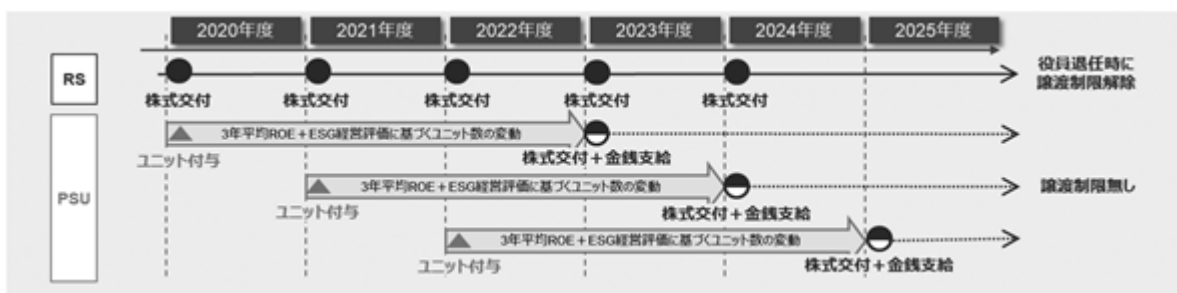 2020年度 2021年度 2022年度 2023年度 2024年度 2025年度
RS
株式交付 株式交付 株式交付 株式交付 株式交付
役員退任時に
譲渡制限解除
PSU
3年平均ROE+ESG経営評価に基づくユニット数の変動
ユニット付与
株式交付+金銭支給
3年平均ROE+ESG経営評価に基づくユニット数の変動
譲渡制限無し
ユニット付与
株式交付+金銭支給
3年平均ROE+ESG経営評価に基づくユニット数の変動
ユニット付与
株式交付+金銭支給